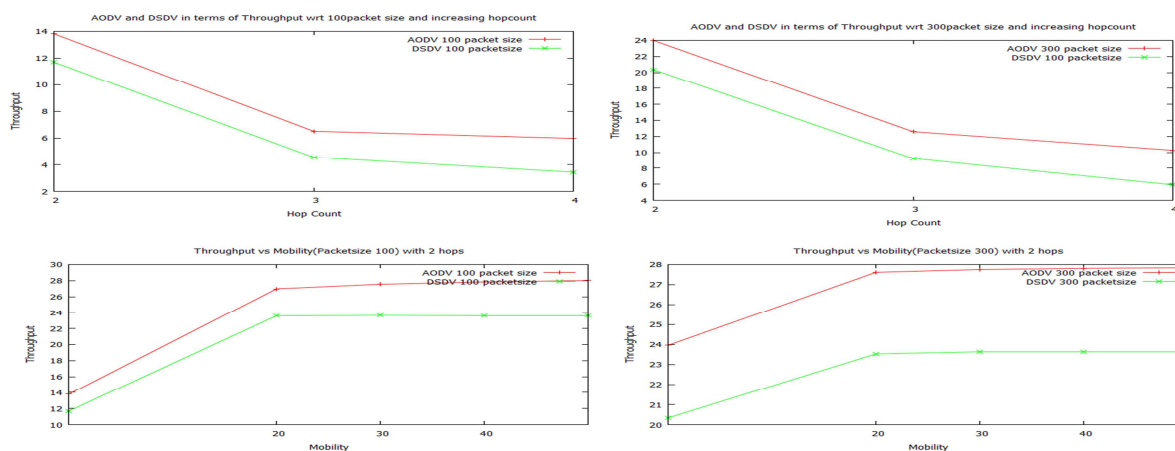 AODV and DSDV in terms of Throughput wrt 100packet size and increasing hopcount
14
12
10
8
6
4
2
Throughput
AODV 100 packet size
DSDV 100 packetsize
2
3
4
Hop Count
AODV and DSDV in terms of Throughput wrt 300packet size and increasing hopcount
24
22
20
18
16
14
12
10
8
6
4
Throughput
AODV 300 packet size
DSDV 100 packetsize
2
3
4
Hop Count
Throughput vs Mobility(Packetsize 100) with 2 hops
30
28
26
24
22
20
18
16
14
12
10
Throughput
AODV 100 packet size
DSDV 100 packetsize
20
30
40
Mobility
Throughput vs Mobility(Packetsize 300) with 2 hops
28
27
26
25
24
23
22
21
20
Throughput
AODV 300 packet size
DSDV 300 packetsize
20
30
40
Mobility